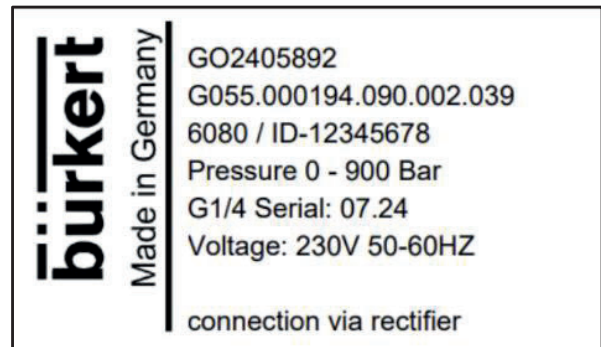 bürkert
Made in Germany
GO2405892
G055.000194.090.002.039
6080 / ID-12345678
Pressure 0 - 900 Bar
G1/4 Serial: 07.24
Voltage: 230V 50-60HZ
connection via rectifier